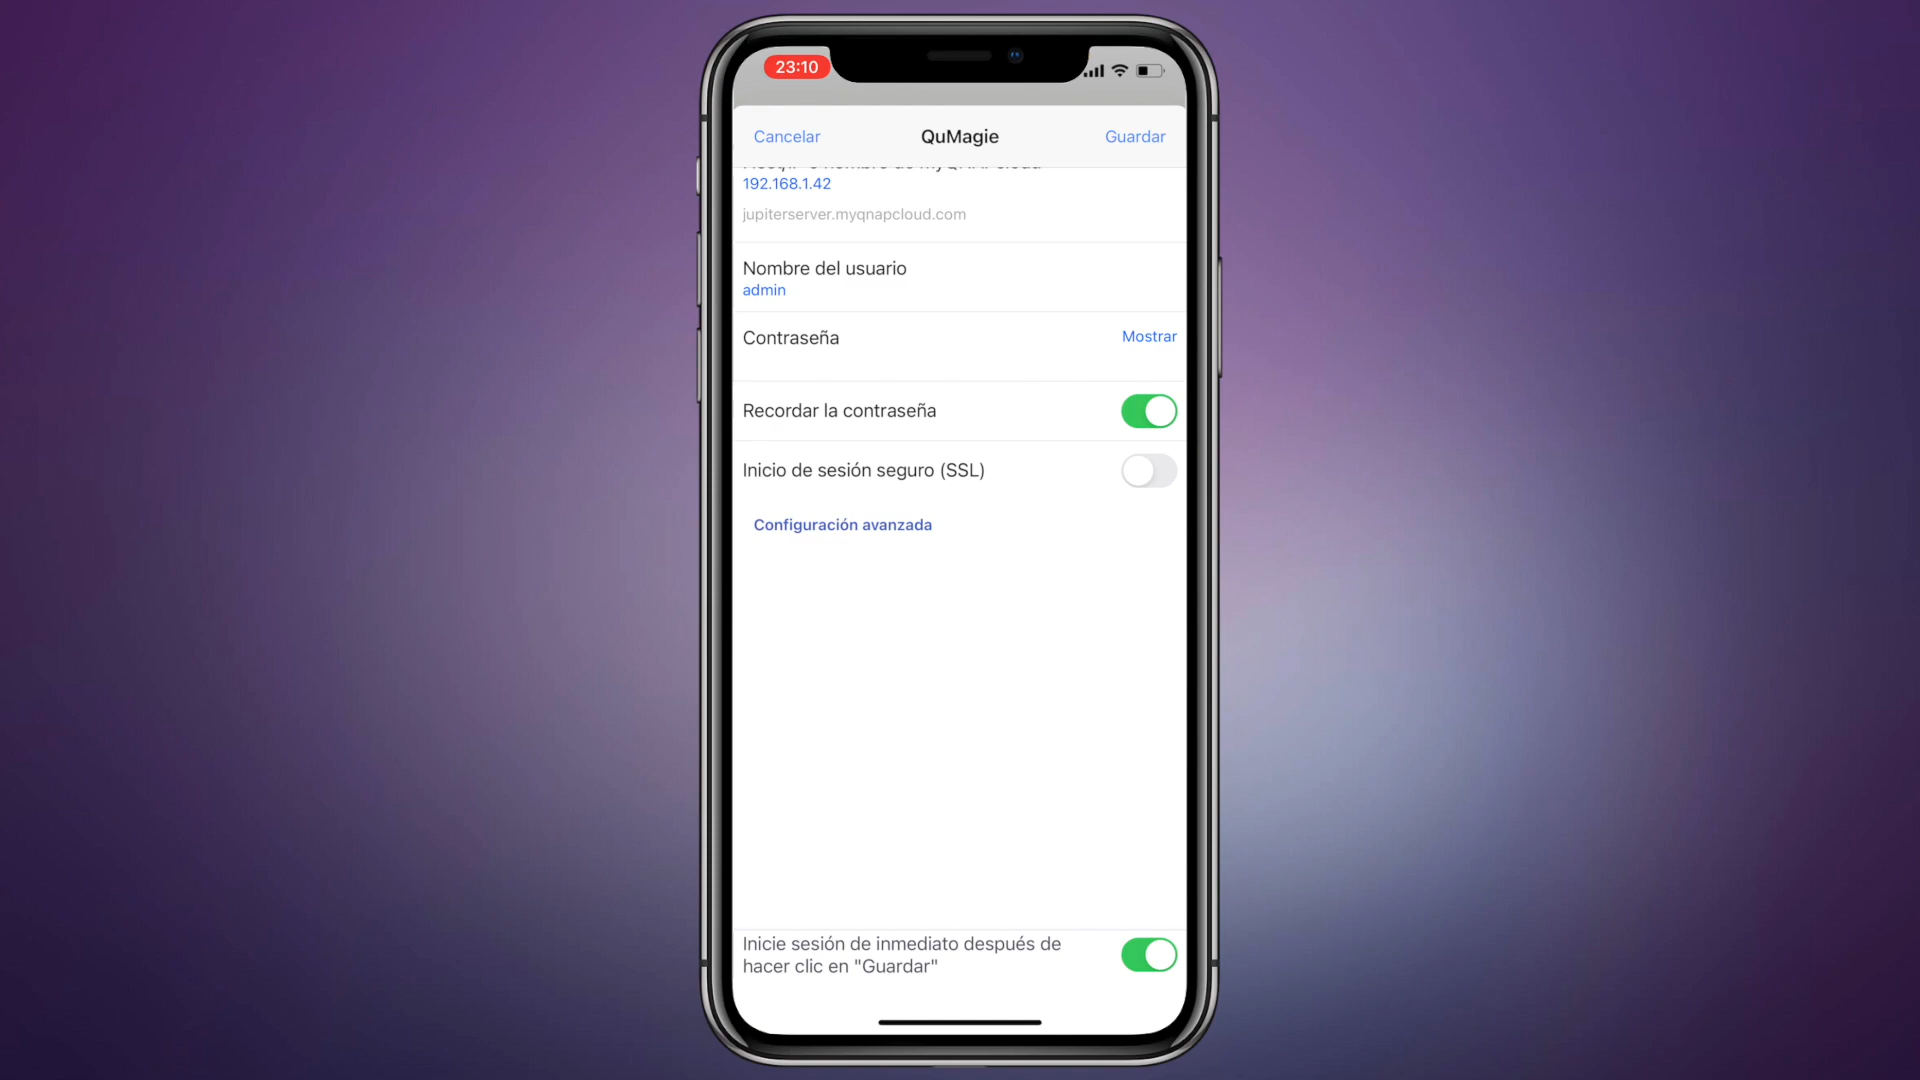 23:10
Cancelar
QuMagie
Guardar
192.168.1.42
jupiterserver.myqnapcloud.com
Nombre del usuario
admin
Contraseña
Mostrar
Recordar la contraseña
Inicio de sesión seguro (SSL)
Configuración avanzada
Inicie sesión de inmediato después de
hacer clic en "Guardar"